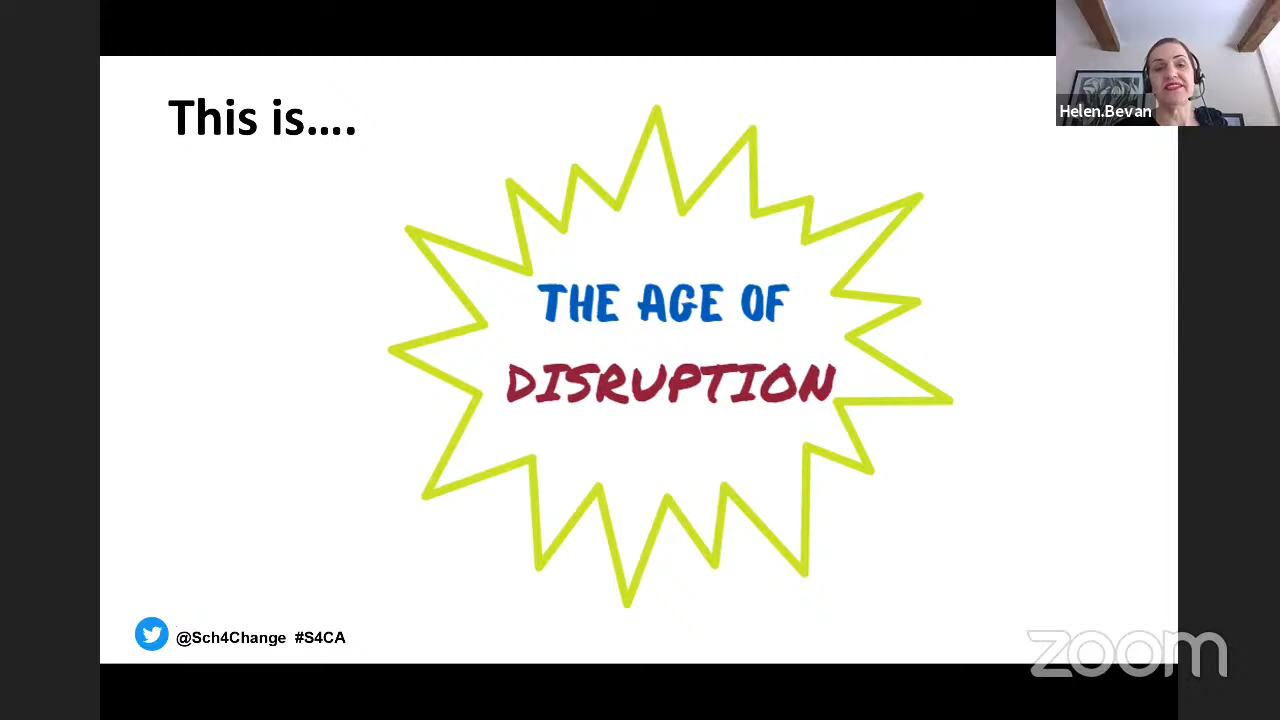 This is....
Helen.Bevan
THE AGE OF
DISRUPTION
@Sch4Change #S4CA
zoom